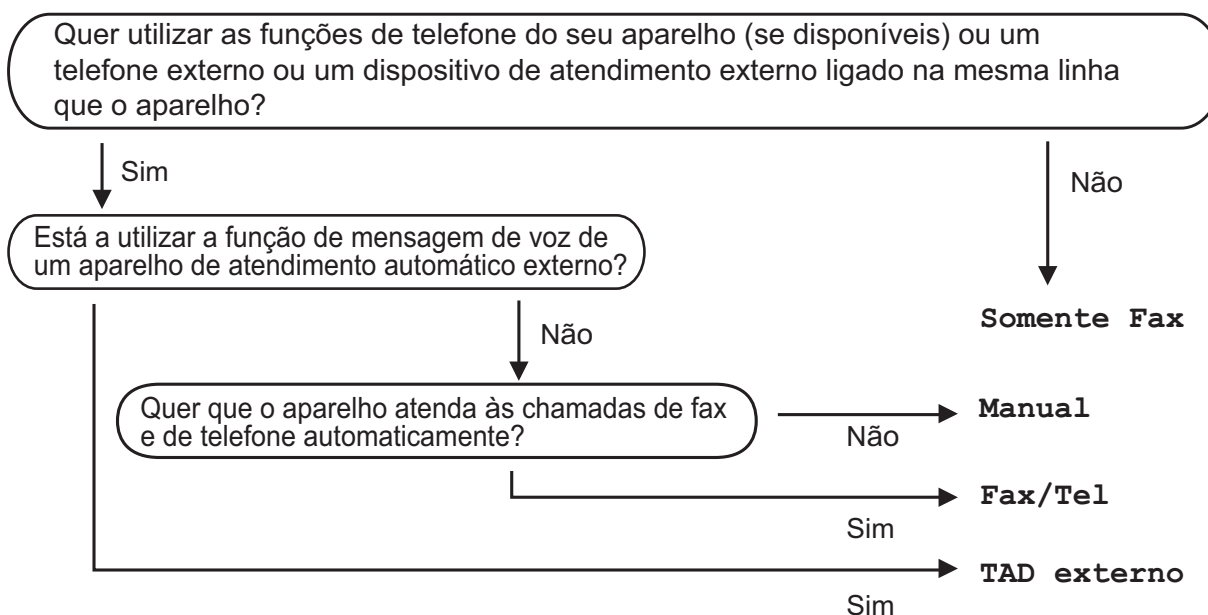 Quer utilizar as funções de telefone do seu aparelho (se disponíveis) ou um
telefone externo ou um dispositivo de atendimento externo ligado na mesma linha
que o aparelho?
Sim
Não
Está a utilizar a função de mensagem de voz de
um aparelho de atendimento automático externo?
Não
Somente Fax
Quer que o aparelho atenda às chamadas de fax
e de telefone automaticamente?
Não
Manual
Sim
Fax/Tel
Sim
TAD externo